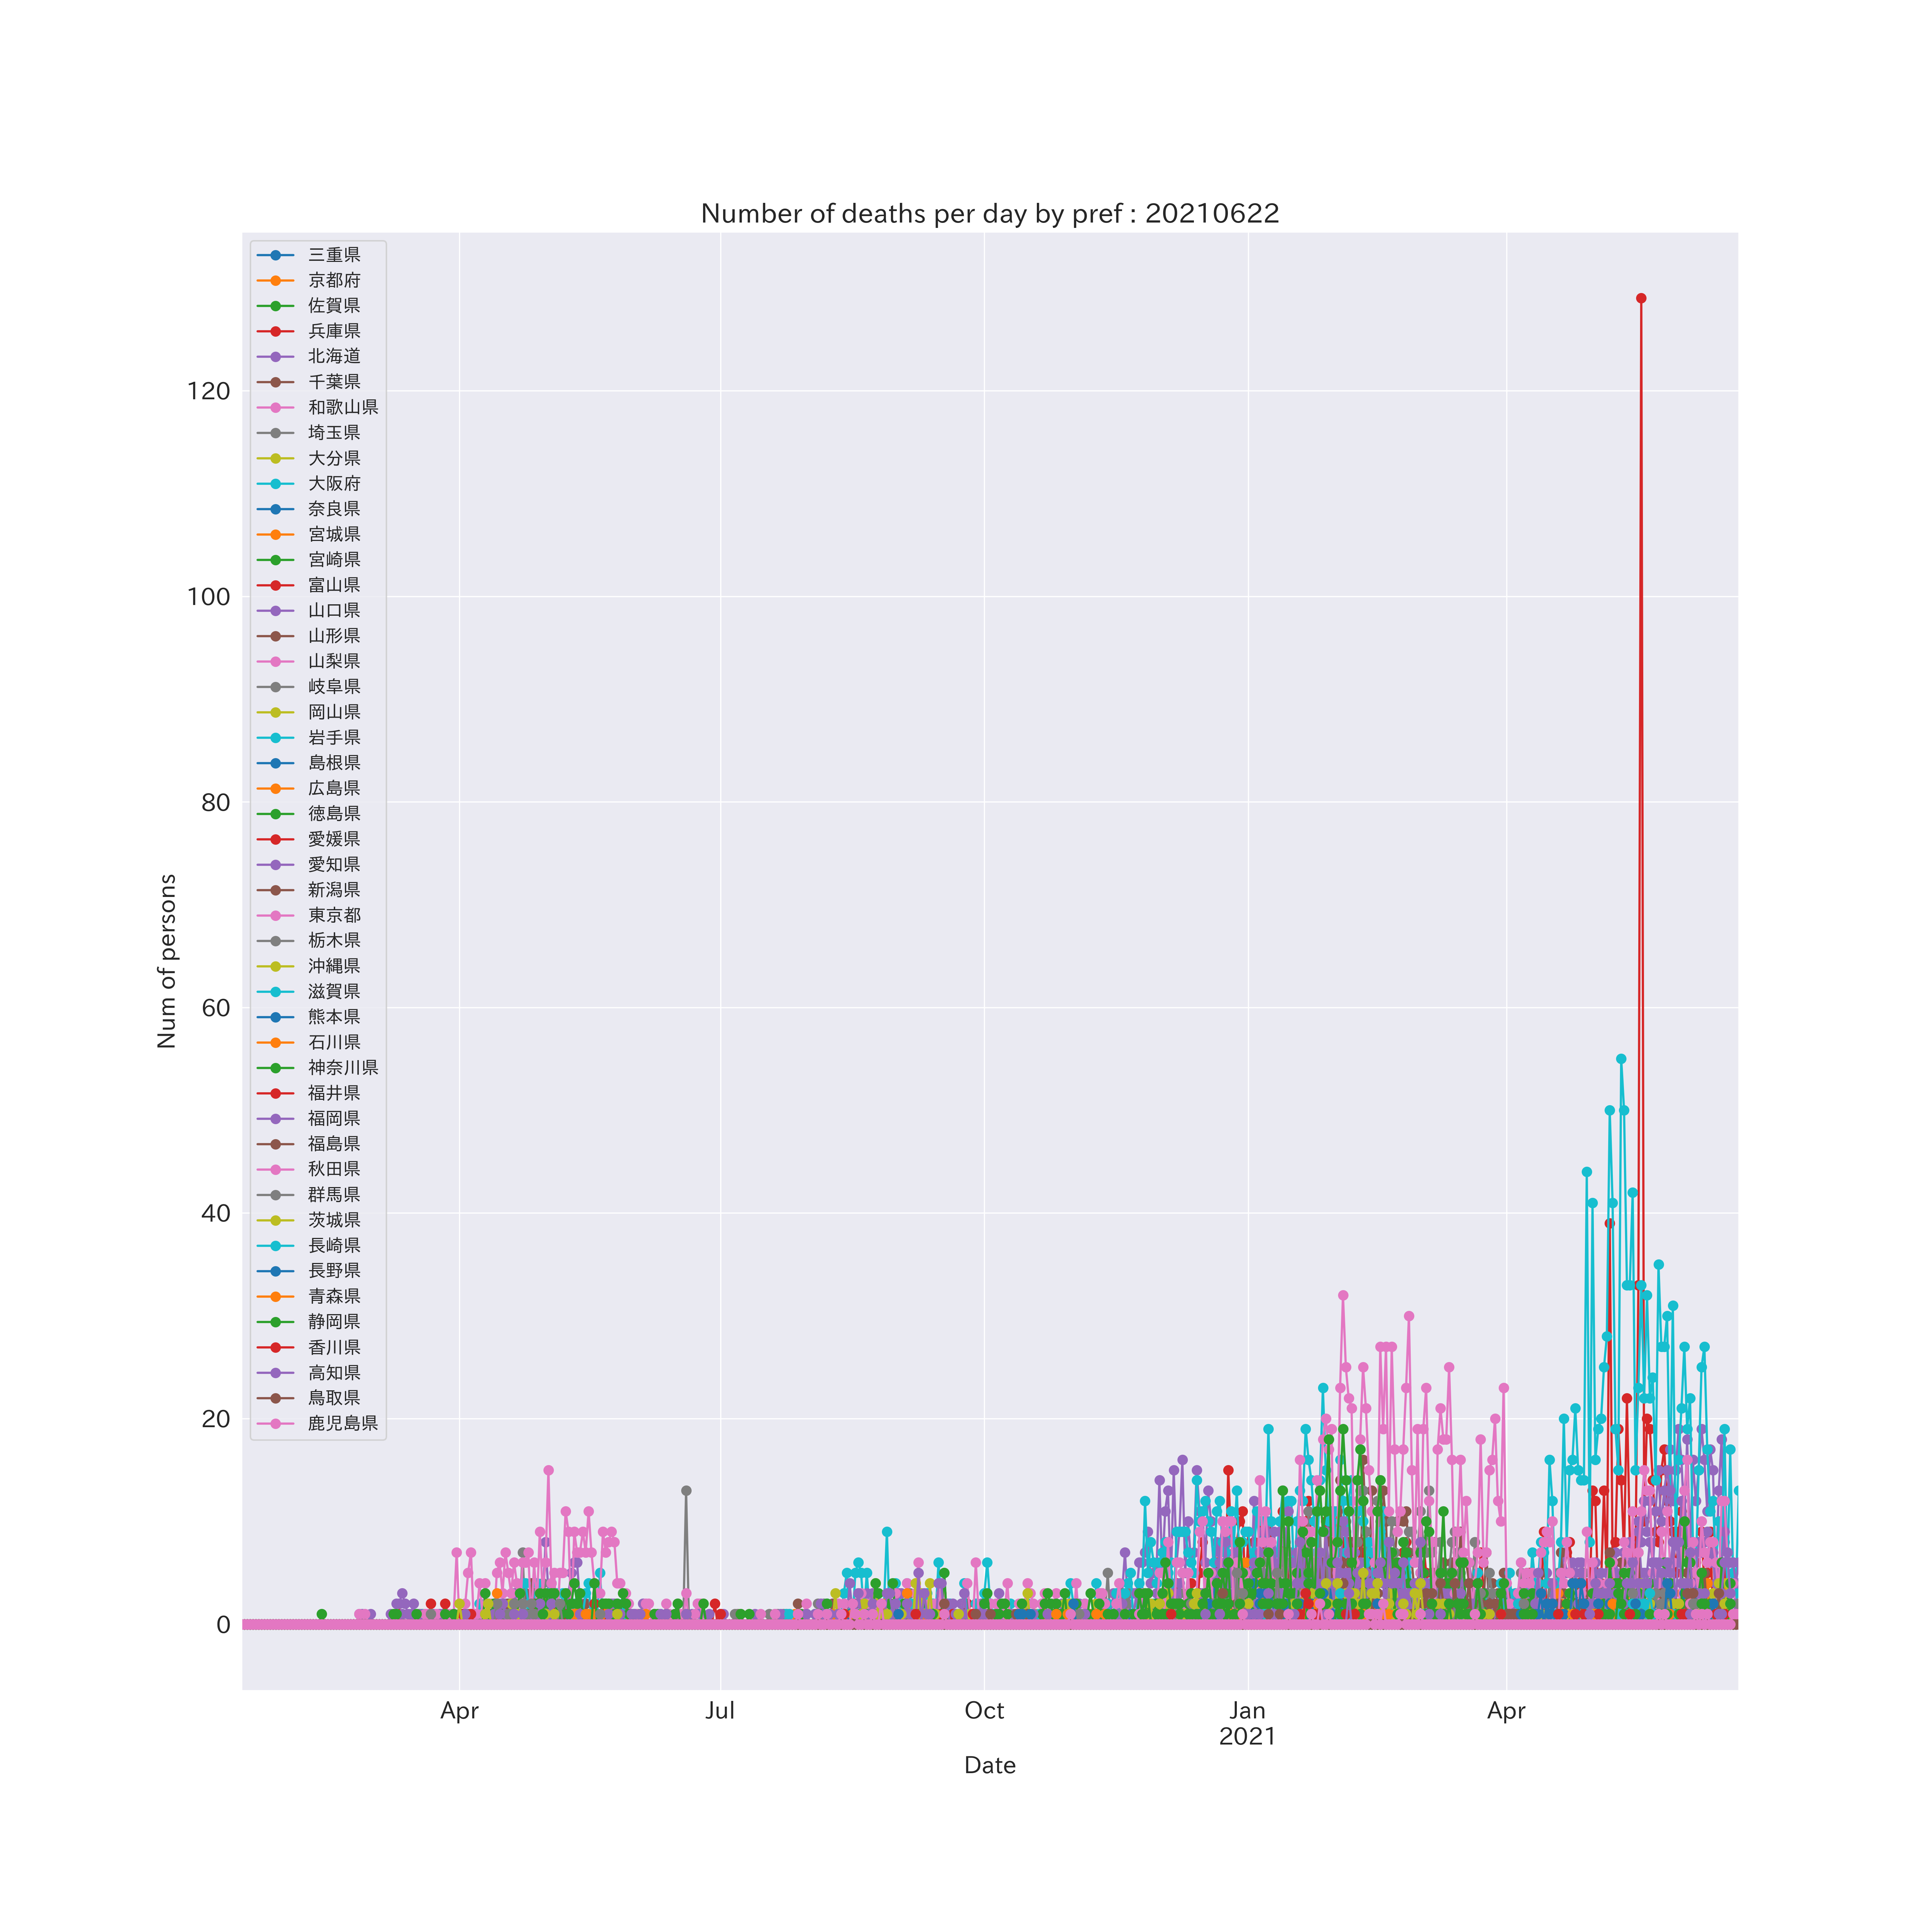 Number of deaths per day by pref : 20210622
三重県
京都府
佐賀県
兵庫県
北海道
千葉県
和歌山県
埼玉県
大分県
大阪府
奈良県
宮城県
宮崎県
富山県
山口県
山形県
山梨県
岐阜県
岡山県
岩手県
島根県
広島県
徳島県
愛媛県
愛知県
新潟県
東京都
栃木県
沖縄県
滋賀県
熊本県
石川県
神奈川県
福井県
福岡県
福島県
秋田県
群馬県
茨城県
長崎県
長野県
青森県
静岡県
香川県
高知県
鳥取県
鹿児島県
120
100
80
60
40
20
0
Num of persons
Apr Jul Oct Jan Apr
2021
Date